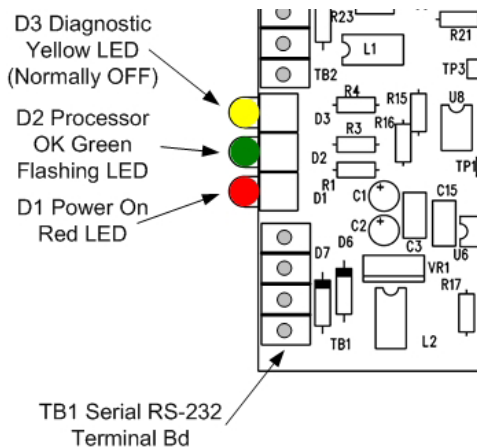 D3 Diagnostic
Yellow LED
(Normally OFF)
D2 Processor
OK Green
Flashing LED
D1 Power On
Red LED
TB1 Serial RS-232
Terminal Bd
R23
L1
R21
TB2
TP3
R4
R15
U8
D3
R3
R16
D2
R1
TP1
D1
C1
C15
C2
C3
U6
D7
D6
VR1
R17
TB1
L2